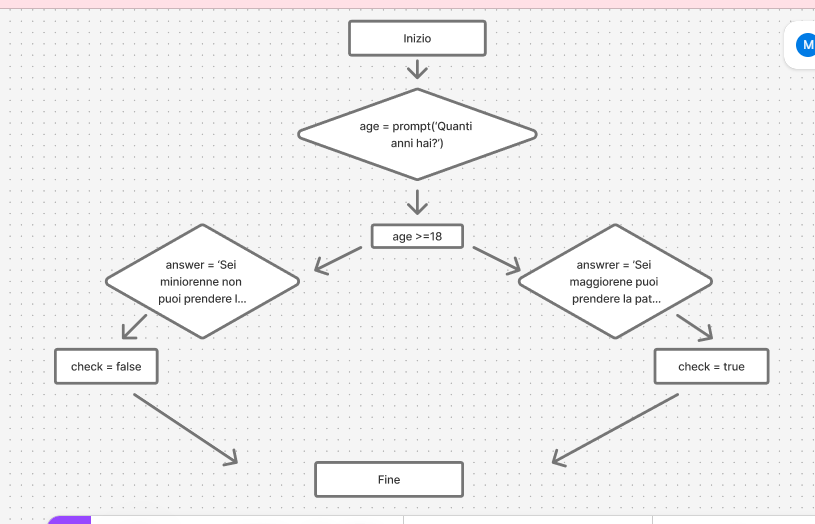 Inizio
M
age = prompt('Quanti
anni hai?')
age >=18
answer = 'Sei
miniorenne non
puoi prendere l...
answrer = 'Sei
maggiorene puoi
prendere la pat...
check = false
check = true
Fine